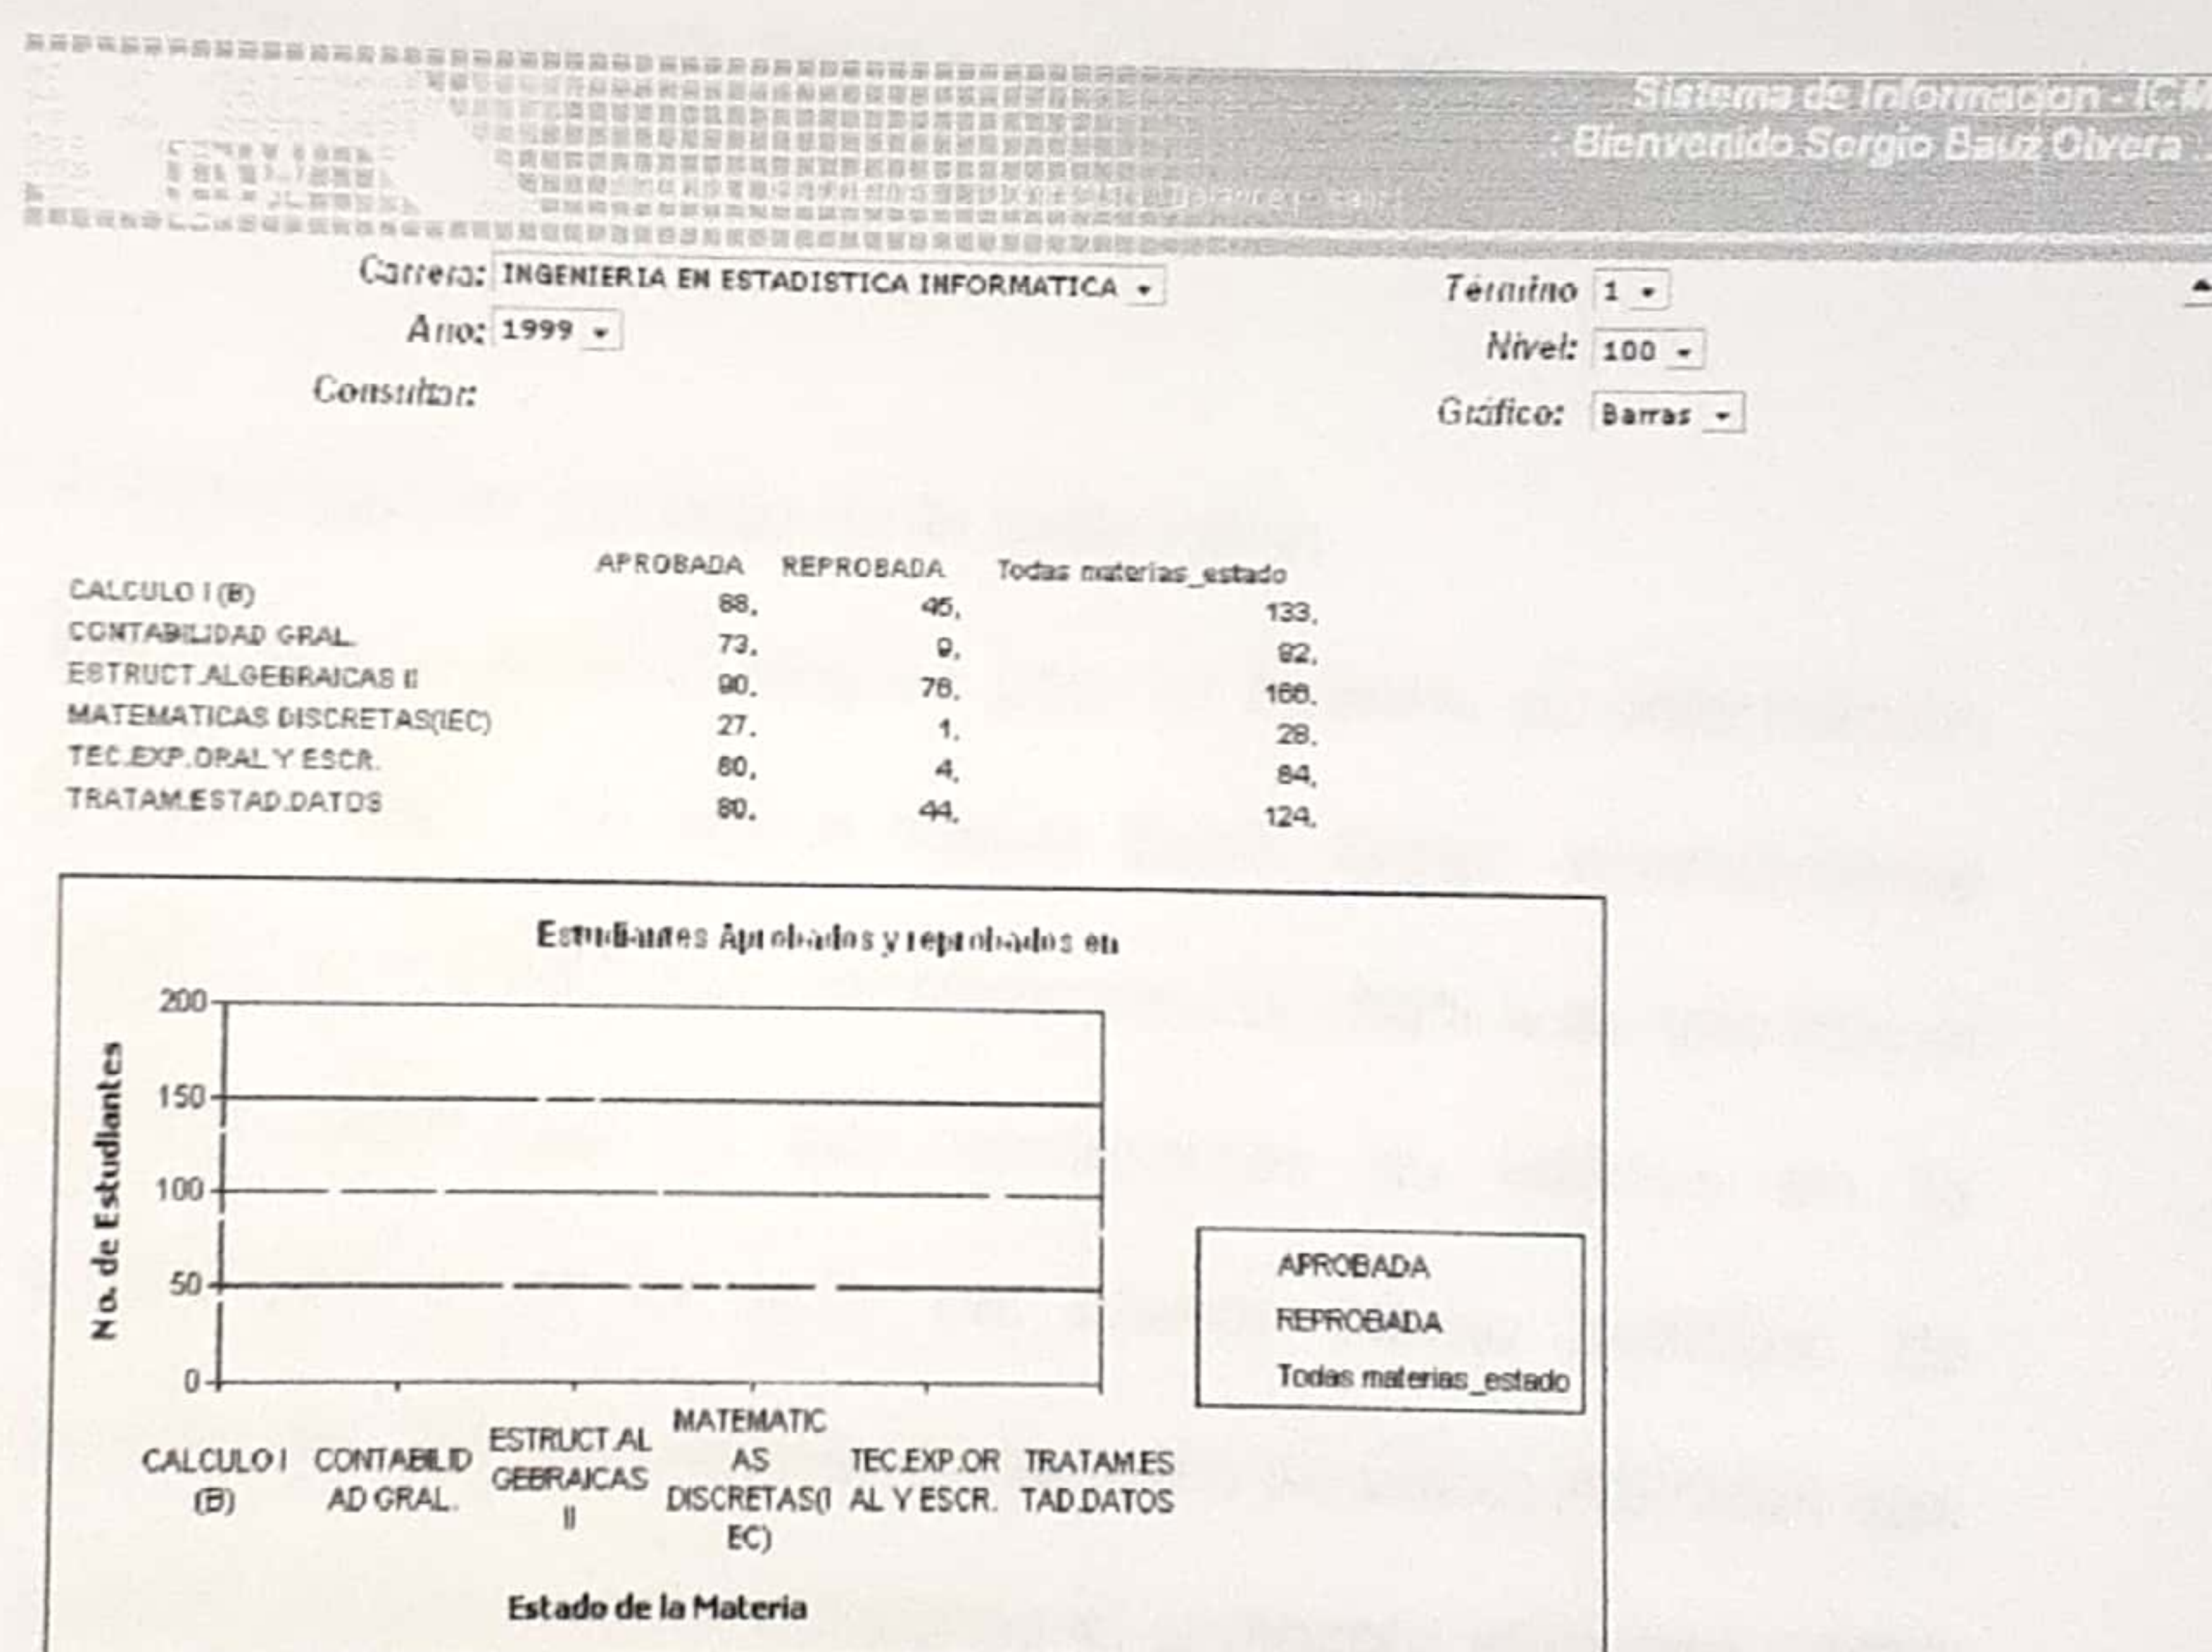 Sistema de Informacion - ICM
: Bienvenido Sergio Bauz Olvera :.
Carrera: INGENIERIA EN ESTADISTICA INFORMATICA Término 1
Ano: 1999 Nivel: 100
Consultar: Gráfico: Barras
APROBADA REPROBADA Todas materias_estado
CALCULO I (B) 88, 45, 133,
CONTABILIDAD GRAL. 73, 9, 82,
ESTRUCT.ALGEBRAICAS II 90, 76, 166,
MATEMATICAS DISCRETAS(IEC) 27, 1, 28,
TEC.EXP.ORAL Y ESCR. 80, 4, 84,
TRATAM.ESTAD.DATOS 80, 44, 124,
Estudiantes Aprobados y reprobados en
No. de Estudiantes
200
150
100
50
0
CALCULO I
(B)
CONTABILID
AD GRAL.
ESTRUCT.AL
GEBRAICAS
II
MATEMATIC
AS
DISCRETAS(I
EC)
TEC.EXP.OR
AL Y ESCR.
TRATAM.ES
TAD.DATOS
Estado de la Materia
APROBADA
REPROBADA
Todas materias_estado